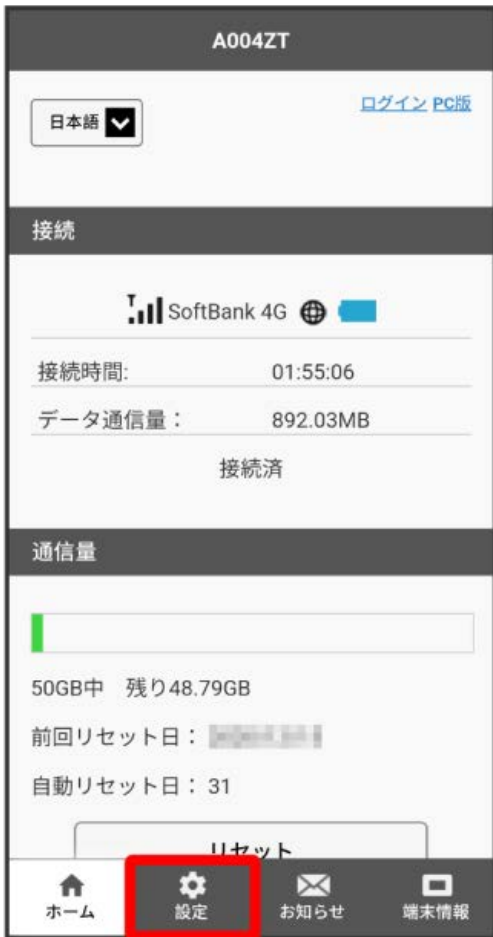 A004ZT
日本語
ログイン PC版
接続
SoftBank 4G
接続時間: 01:55:06
データ通信量： 892.03MB
接続済
通信量
50GB中 残り48.79GB
前回リセット日：
自動リセット日：31
リセット
ホーム 設定 お知らせ 端末情報